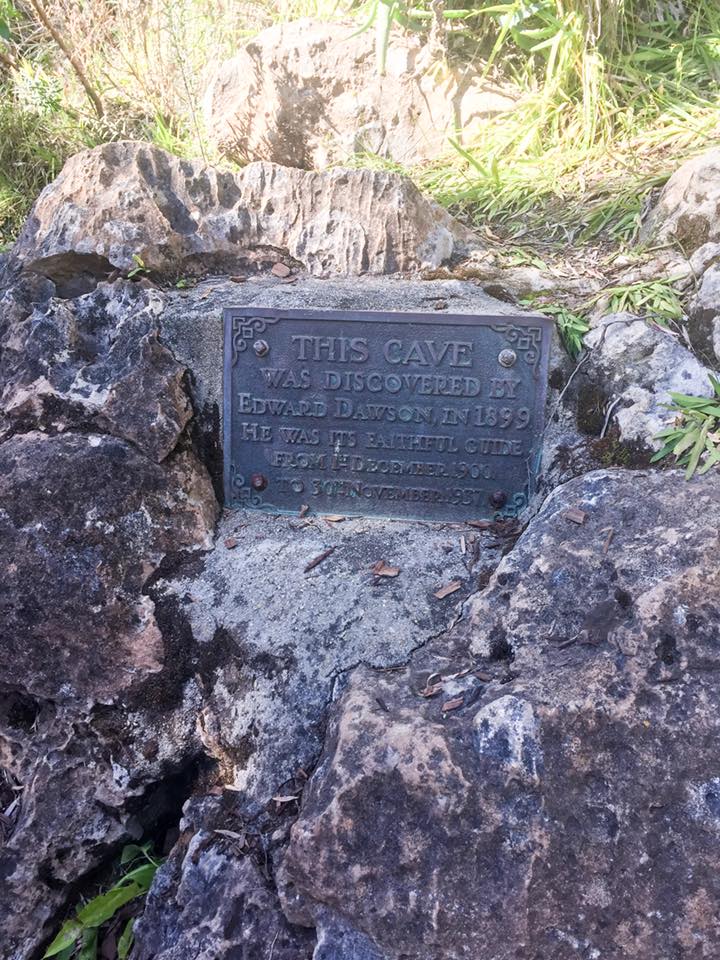 THIS CAVE
WAS DISCOVERED BY
EDWARD DAWSON, IN 1899
HE WAS ITS FAITHFUL GUIDE
FROM 1ST DECEMBER 1900
TO 30TH NOVEMBER 1937